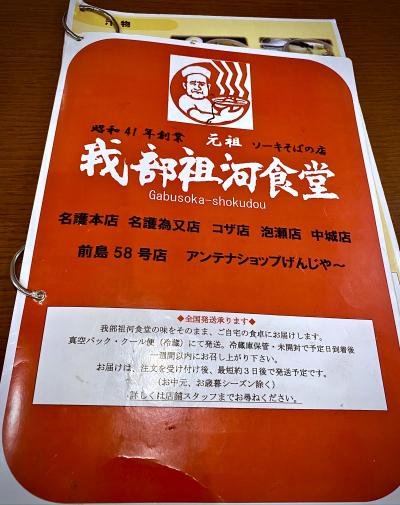 汁物
昭和41年創業 元祖 ソーキそばの店
我部祖河食堂
Gabusoka-shokudou
名護本店 名護為又店 コザ店 泡瀬店 中城店
前島58号店 アンテナショップげんじゃ～
◆全国発送承ります◆
我部祖河食堂の味をそのまま、ご自宅の食卓にお届けします。
真空パック・クール便（冷蔵）にて発送。冷蔵庫保管・未開封で予定日到着後
一週間以内にお召し上がり下さい。
お届けは、注文を受け付け後、最短約３日後で発送予定です。
（お中元、お歳暮シーズン除く）
詳しくは店舗スタッフまでお尋ねください。